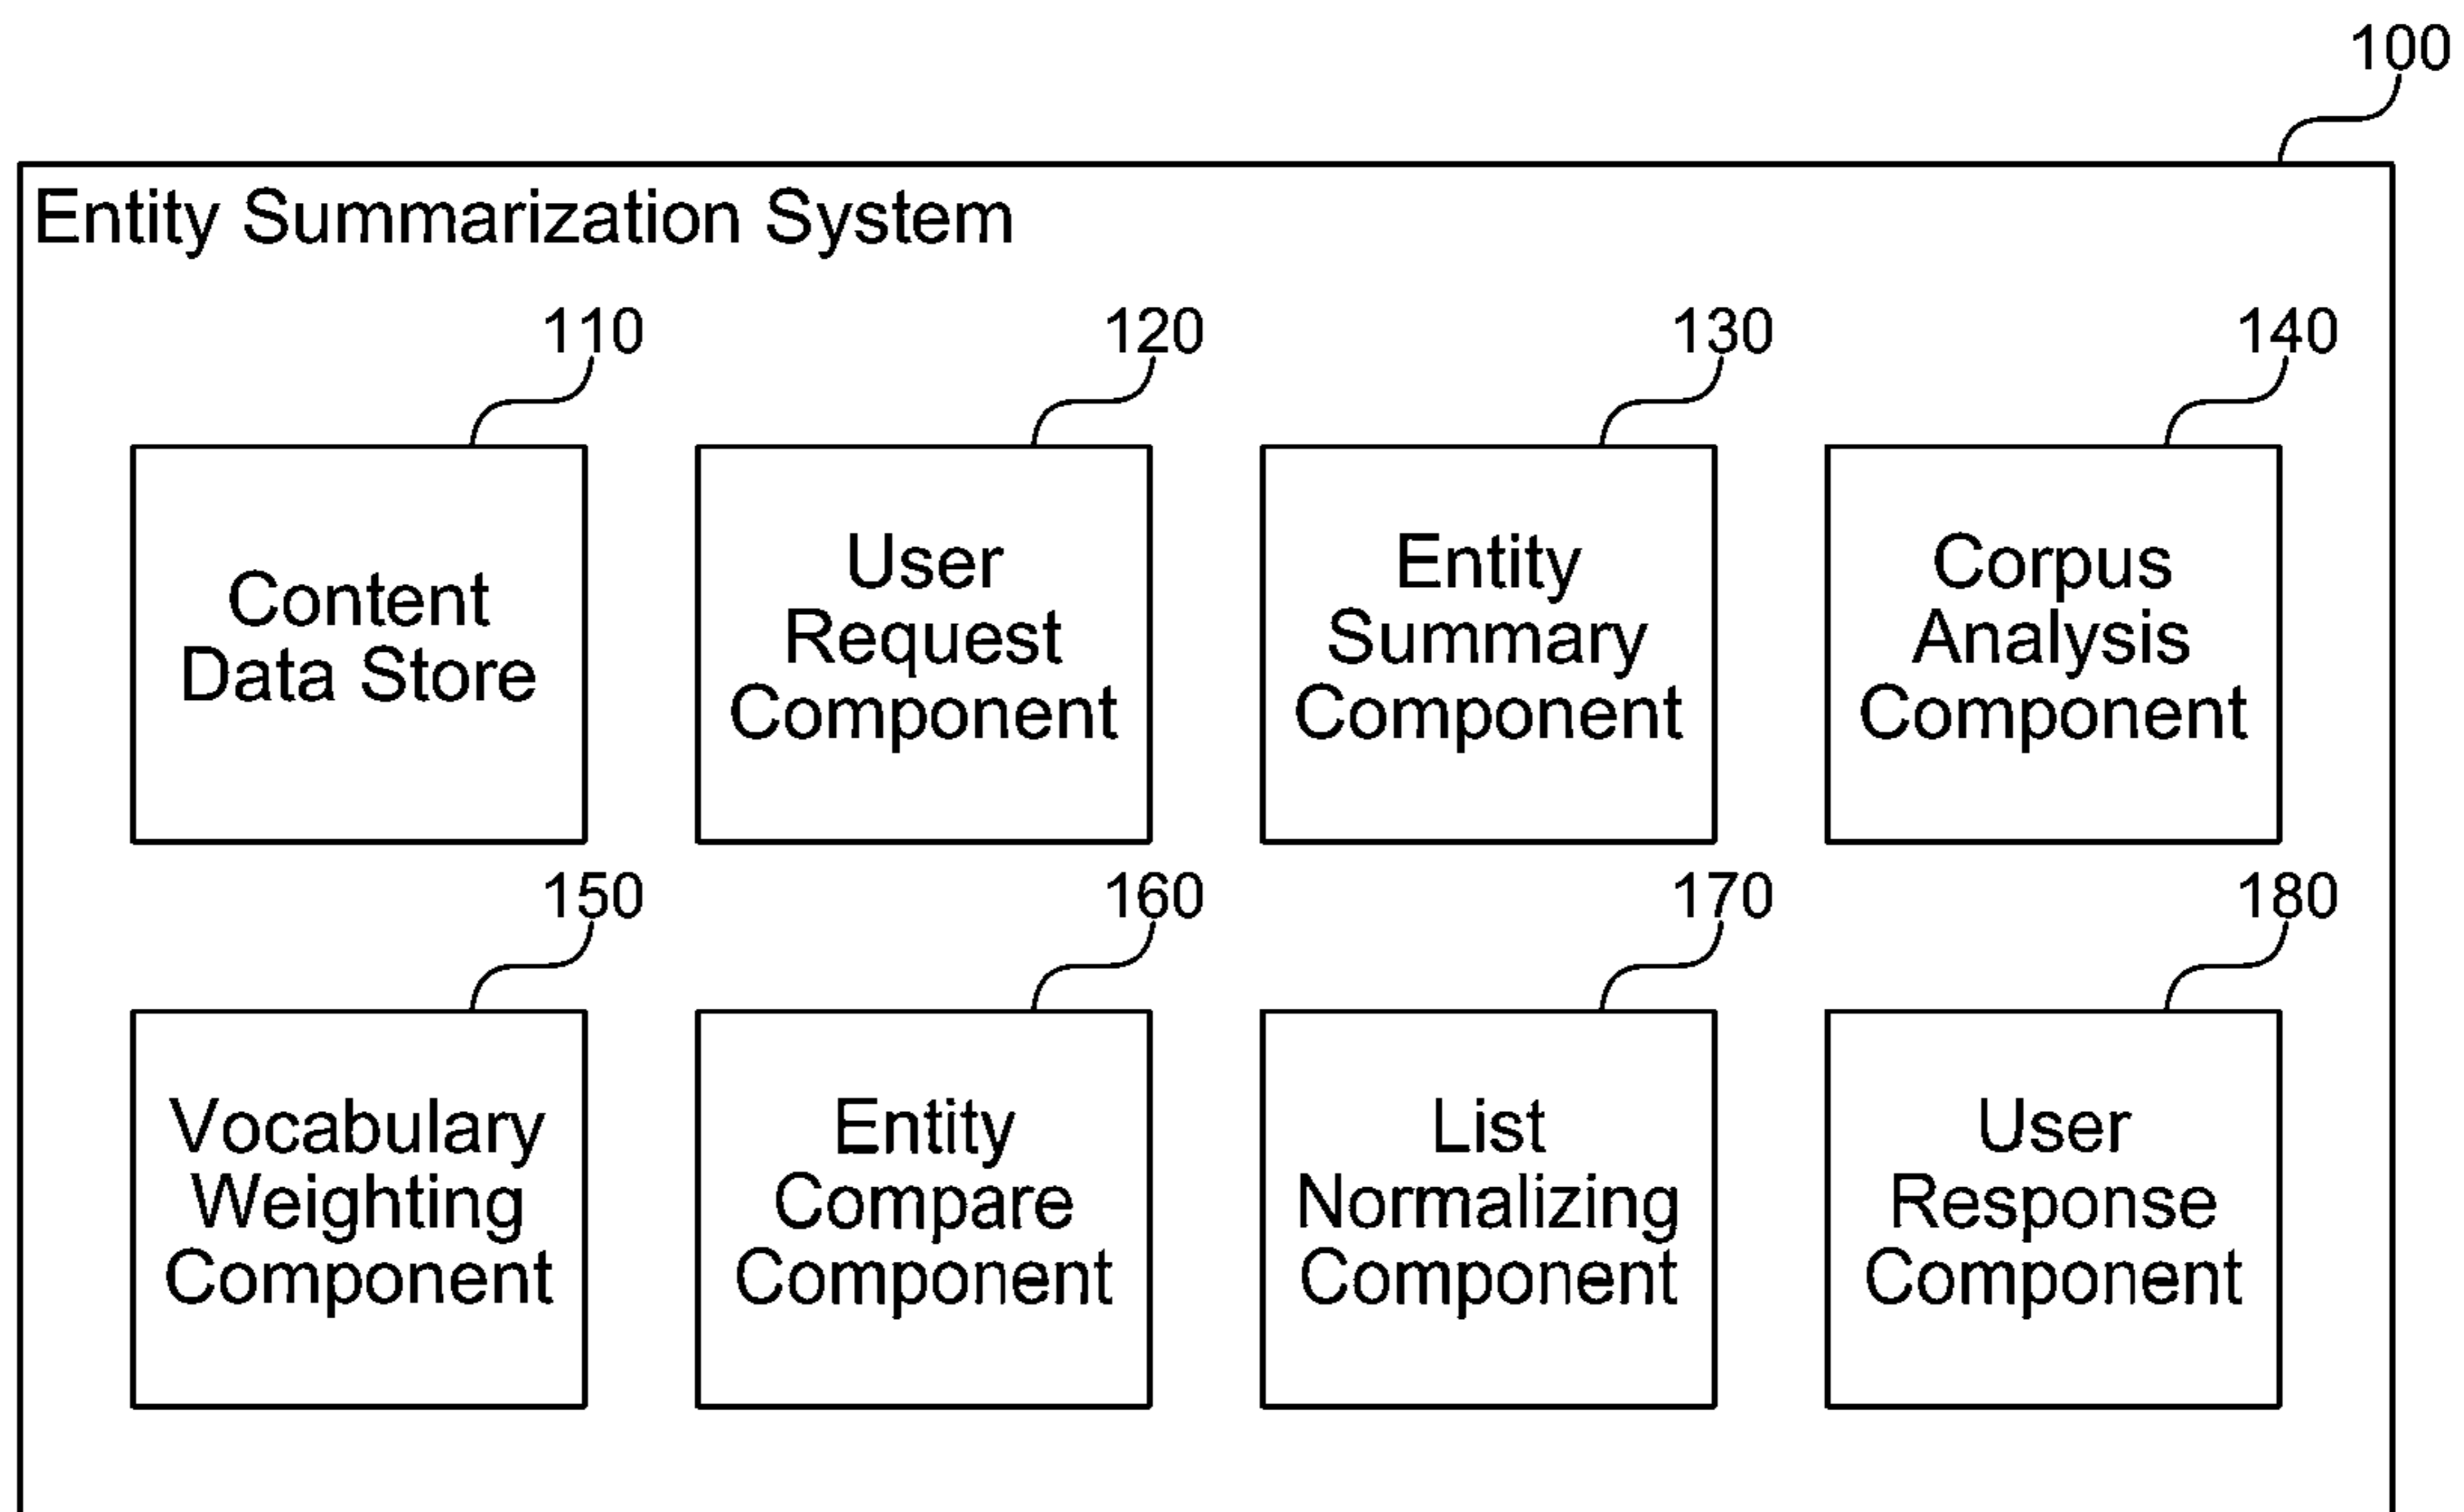 100
Entity Summarization System
110
120
130
140
Content
Data Store
User
Request
Component
Entity
Summary
Component
Corpus
Analysis
Component
150
160
170
180
Vocabulary
Weighting
Component
Entity
Compare
Component
List
Normalizing
Component
User
Response
Component